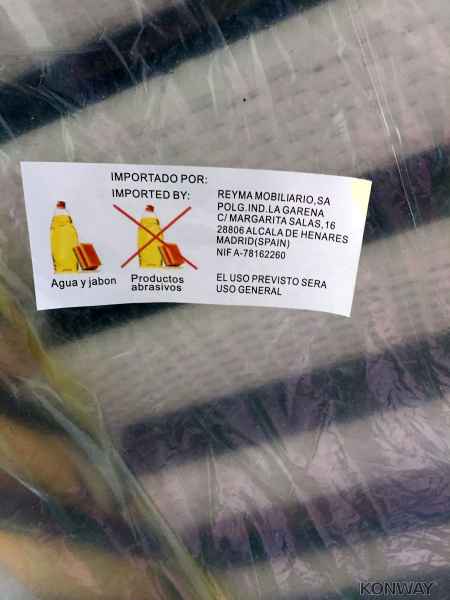 IMPORTADO POR:
IMPORTED BY:
REYMA MOBILIARIO,SA
POLG.IND.LA GARENA
C/ MARGARITA SALAS,16
28806 ALCALA DE HENARES
MADRID(SPAIN)
NIF A-78162260
Agua y jabon
Productos
abrasivos
EL USO PREVISTO SERA
USO GENERAL
KONWAY